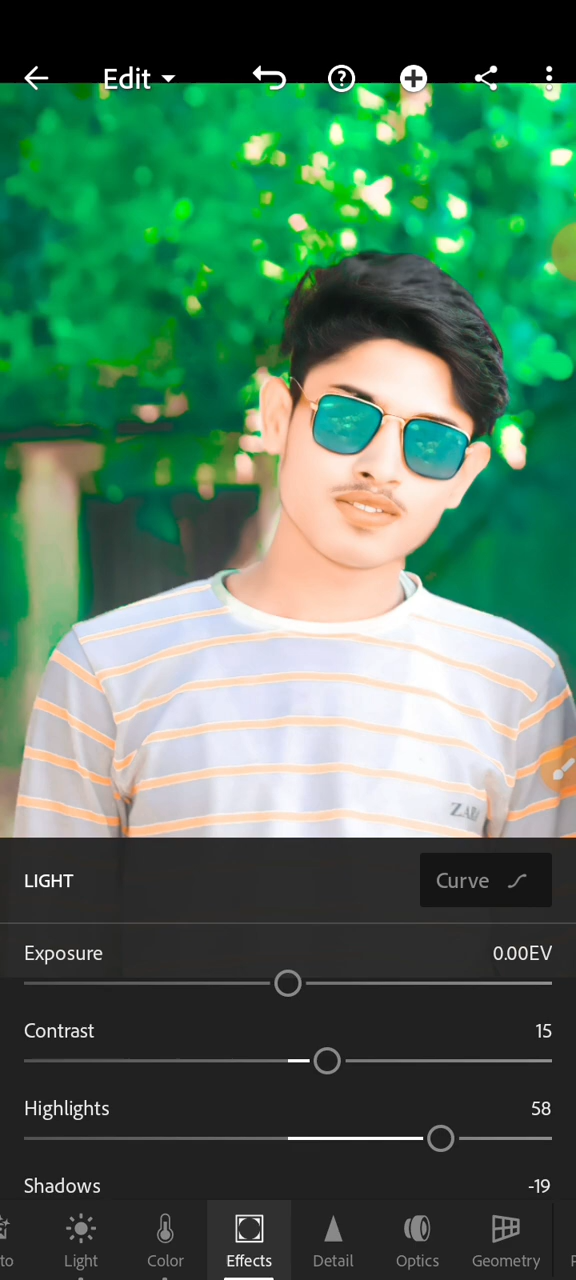 Edit
LIGHT
Curve
Exposure
0.00EV
Contrast
15
Highlights
58
Shadows
-19
Light
Color
Effects
Detail
Optics
Geometry